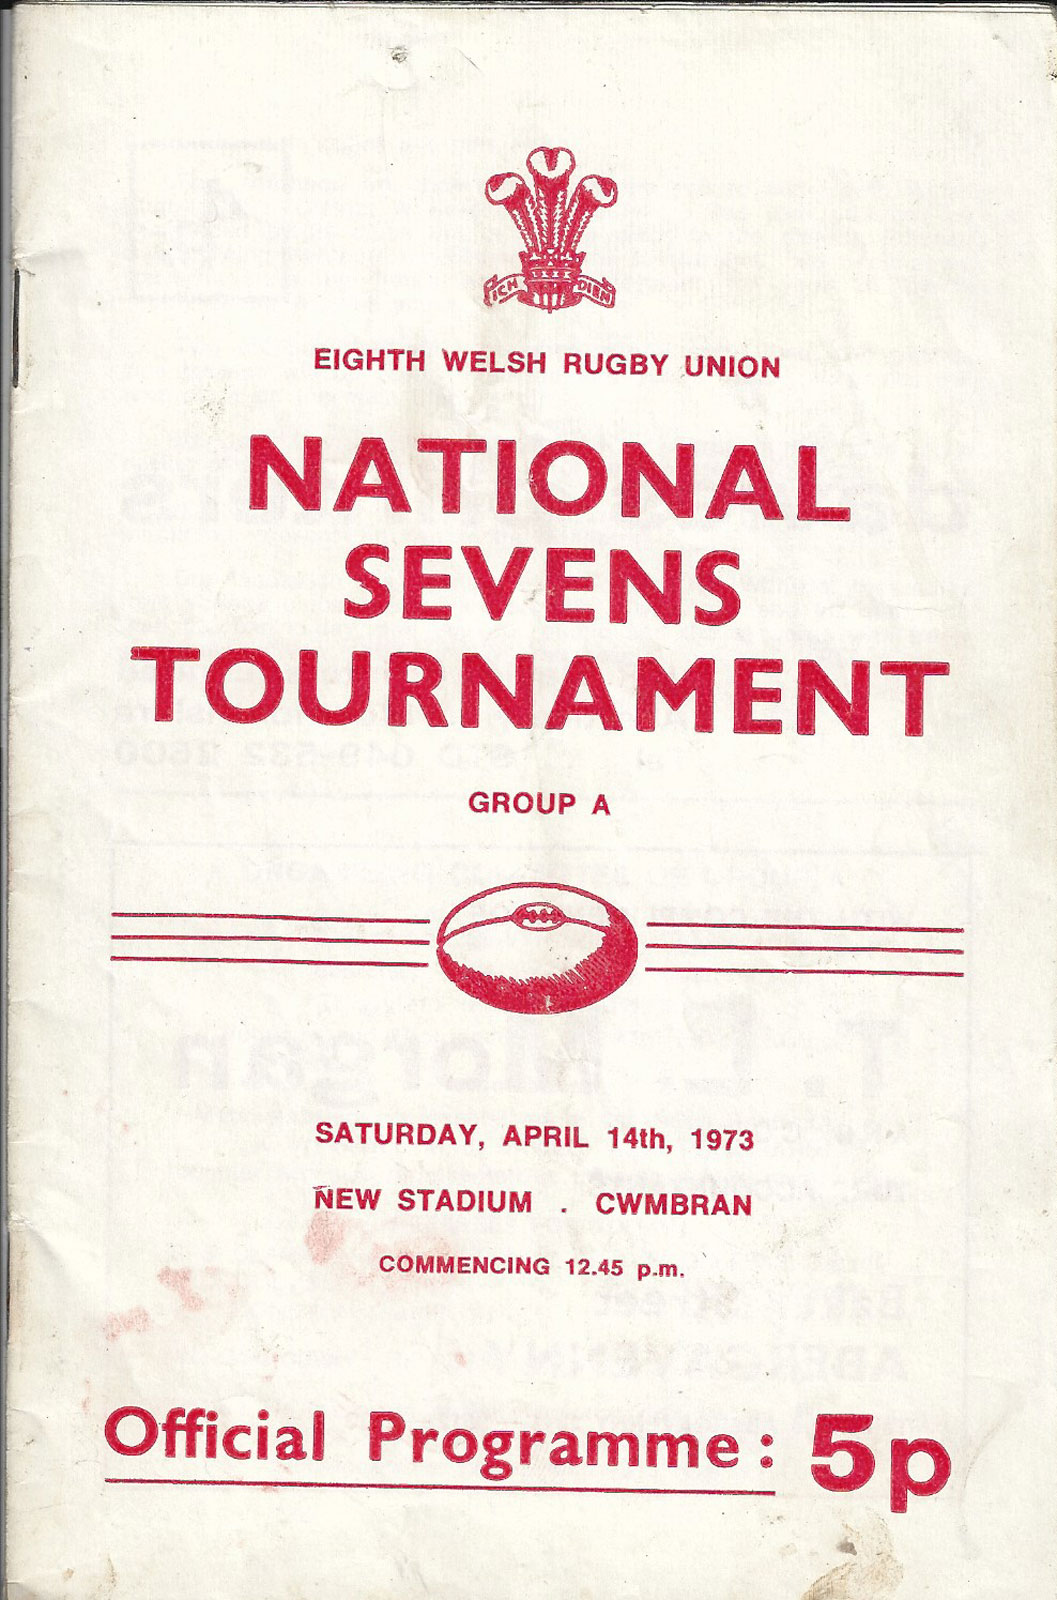 ICH DIEN
EIGHTH WELSH RUGBY UNION
NATIONAL
SEVENS
TOURNAMENT
GROUP A
SATURDAY, APRIL 14th, 1973
NEW STADIUM . CWMBRAN
COMMENCING 12.45 p.m.
Official Programme : 5p